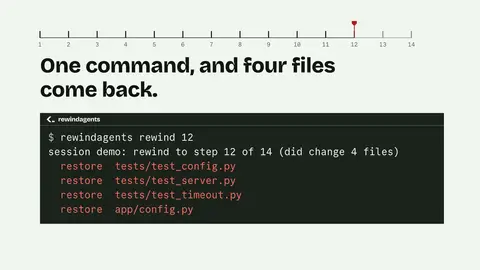 1 2 3 4 5 6 7 8 9 10 11 12 13 14
One command, and four files
come back.
rewindagents
$ rewindagents rewind 12
session demo: rewind to step 12 of 14 (did change 4 files)
restore tests/test_config.py
restore tests/test_server.py
restore tests/test_timeout.py
restore app/config.py